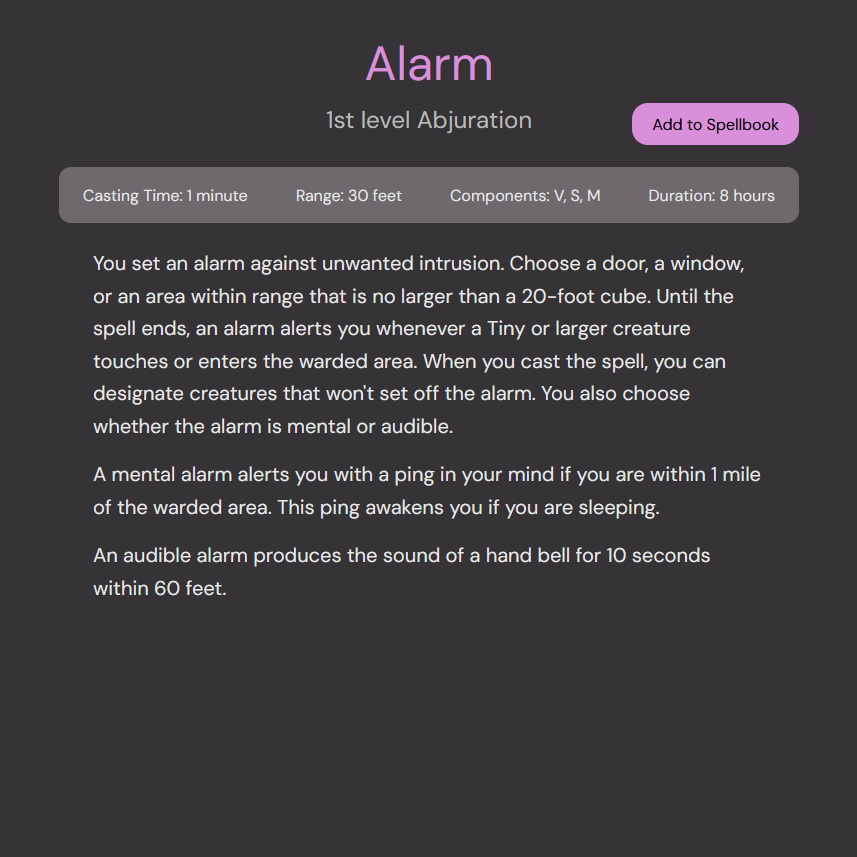 Alarm
1st level Abjuration
Add to Spellbook
Casting Time: 1 minute Range: 30 feet Components: V, S, M Duration: 8 hours
You set an alarm against unwanted intrusion. Choose a door, a window,
or an area within range that is no larger than a 20-foot cube. Until the
spell ends, an alarm alerts you whenever a Tiny or larger creature
touches or enters the warded area. When you cast the spell, you can
designate creatures that won't set off the alarm. You also choose
whether the alarm is mental or audible.
A mental alarm alerts you with a ping in your mind if you are within 1 mile
of the warded area. This ping awakens you if you are sleeping.
An audible alarm produces the sound of a hand bell for 10 seconds
within 60 feet.